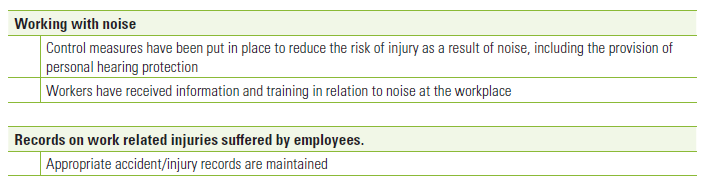 Working with noise
Control measures have been put in place to reduce the risk of injury as a result of noise, including the provision of
personal hearing protection
Workers have received information and training in relation to noise at the workplace
Records on work related injuries suffered by employees.
Appropriate accident/injury records are maintained